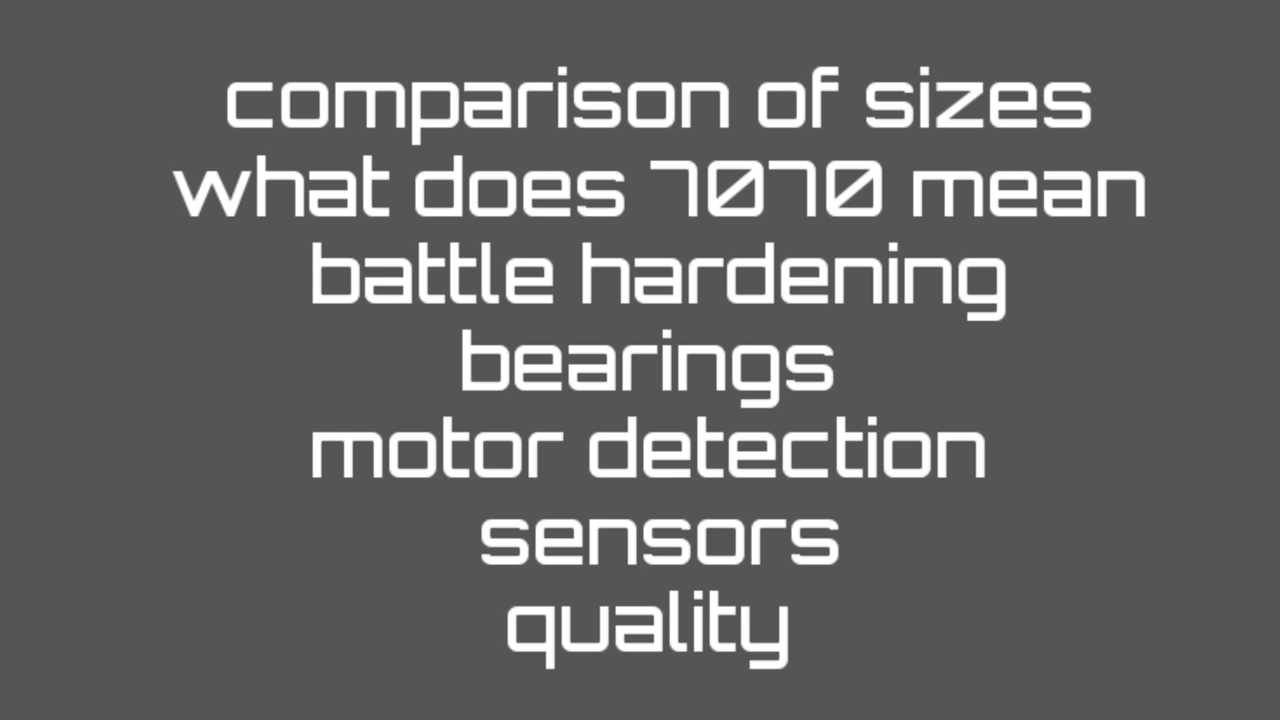 comparison of sizes
what does 7070 mean
battle hardening
bearings
motor detection
sensors
quality